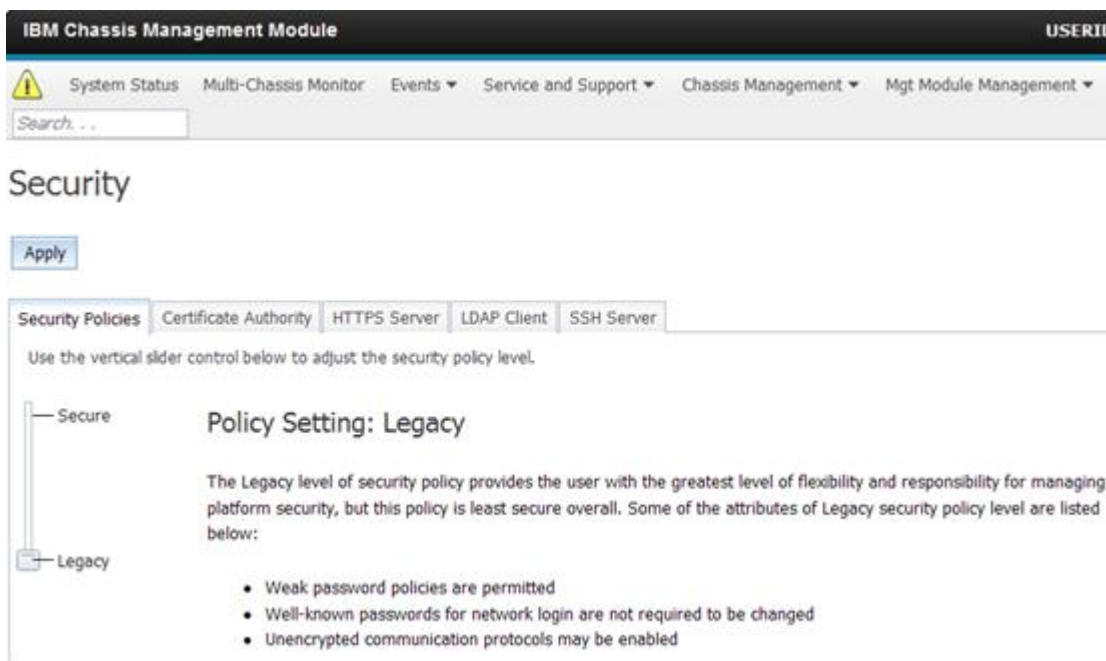 IBM Chassis Management Module
USERID
System Status Multi-Chassis Monitor Events Service and Support Chassis Management Mgt Module Management
Search. . .
Security
Apply
Security Policies Certificate Authority HTTPS Server LDAP Client SSH Server
Use the vertical slider control below to adjust the security policy level.
Secure
Legacy
Policy Setting: Legacy
The Legacy level of security policy provides the user with the greatest level of flexibility and responsibility for managing
platform security, but this policy is least secure overall. Some of the attributes of Legacy security policy level are listed
below:
• Weak password policies are permitted
• Well-known passwords for network login are not required to be changed
• Unencrypted communication protocols may be enabled